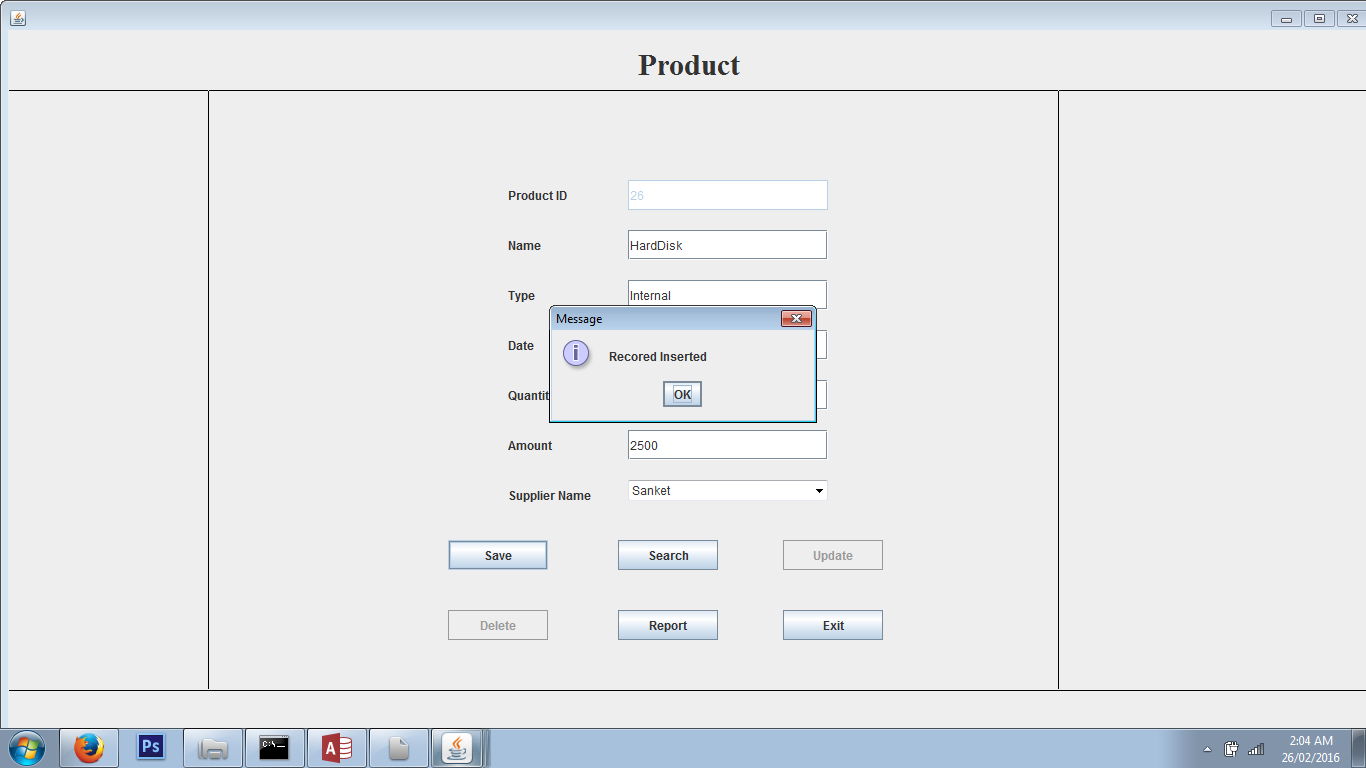 Product
Product ID 26
Name HardDisk
Type Internal
Message
Date
Recored Inserted
Quantit
OK
Amount 2500
Supplier Name Sanket
Save Search Update
Delete Report Exit
Ps
C:\
A
2:04 AM
26/02/2016